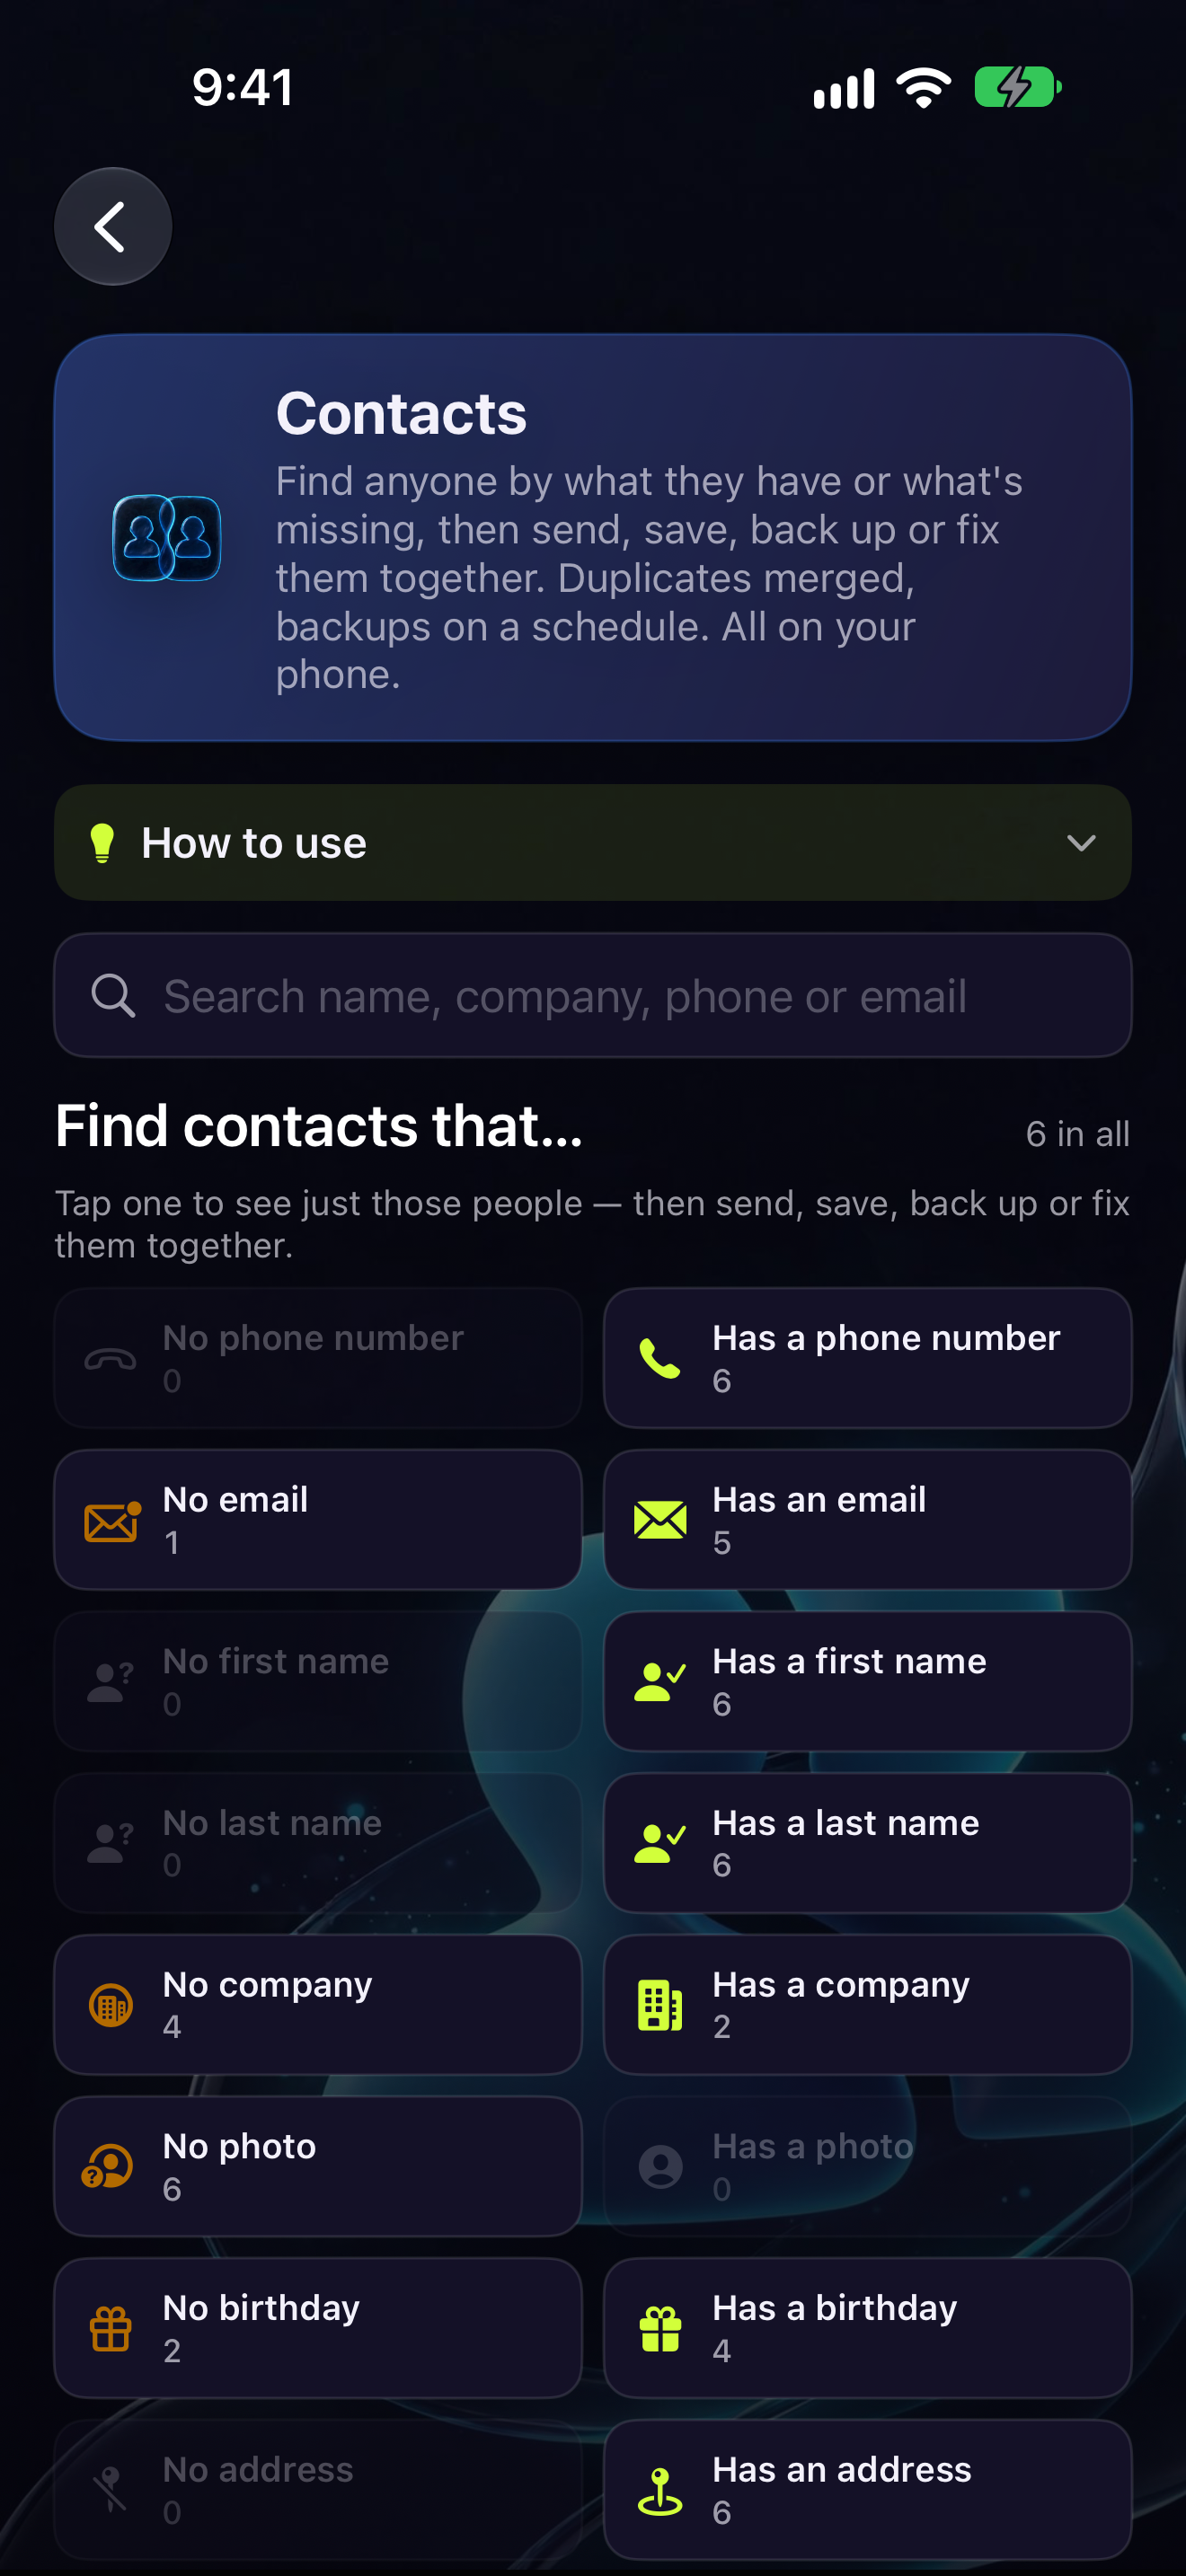 9:41
Contacts
Find anyone by what they have or what's
missing, then send, save, back up or fix
them together. Duplicates merged,
backups on a schedule. All on your
phone.
How to use
Search name, company, phone or email
Find contacts that...
6 in all
Tap one to see just those people — then send, save, back up or fix
them together.
No phone number
0
Has a phone number
6
No email
1
Has an email
5
No first name
0
Has a first name
6
No last name
0
Has a last name
6
No company
4
Has a company
2
No photo
6
Has a photo
0
No birthday
2
Has a birthday
4
No address
0
Has an address
6